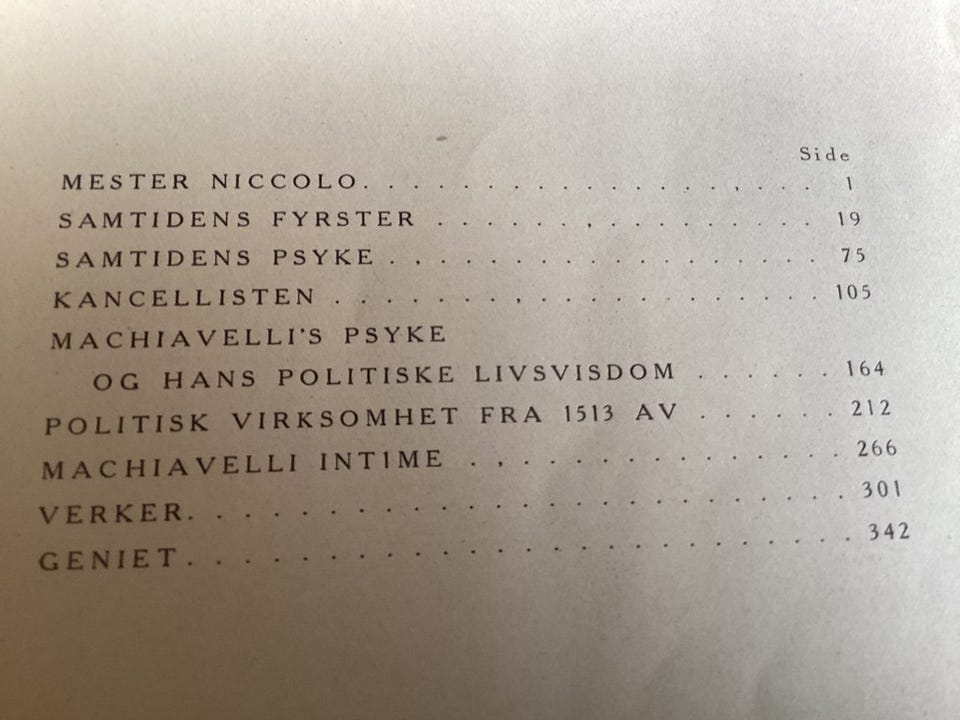 Side
MESTER NICCOLO. . . . . . . . . . . . . . . . . . . 1
SAMTIDENS FYRSTER . . . . . . . . . . . . . . . . 19
SAMTIDENS PSYKE . . . . . . . . . . . . . . . . . . 75
KANCELLISTEN . . . . . . . . . . . . . . . . . . . . 105
MACHIAVELLI'S PSYKE
OG HANS POLITISKE LIVSVISDOM . . . . . . 164
POLITISK VIRKSOMHET FRA 1513 AV . . . . . . 212
MACHIAVELLI INTIME . . . . . . . . . . . . . . . 266
VERKER. . . . . . . . . . . . . . . . . . . . . . . . 301
GENIET. . . . . . . . . . . . . . . . . . . . . . . . 342